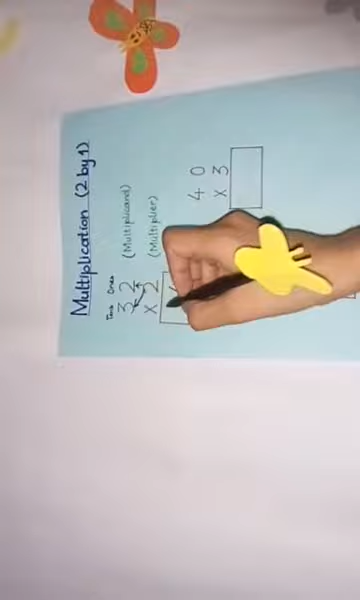 Multiplication (2 by 1)
Tens Ones
3 2 (Multiplicand)
x 2 (Multiplier)
4 0
x 3